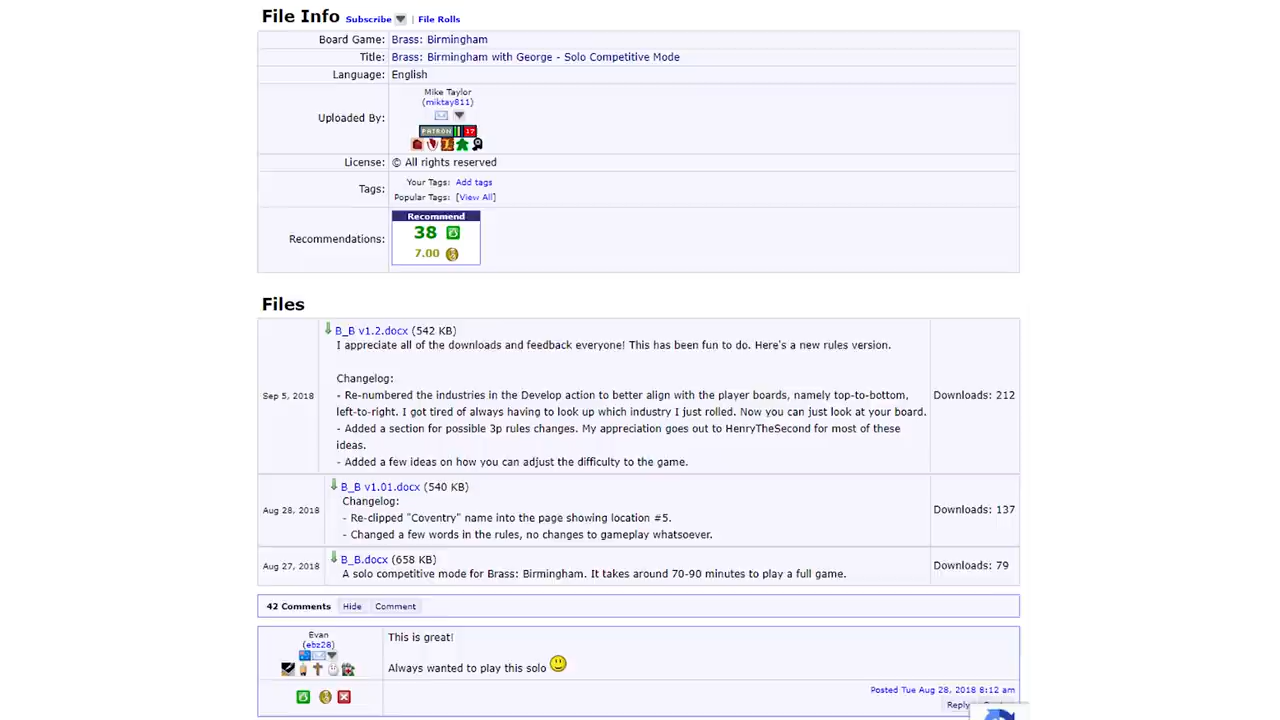 File Info Subscribe | File Rolls
Board Game: Brass: Birmingham
Title: Brass: Birmingham with George - Solo Competitive Mode
Language: English
Uploaded By: Mike Taylor
(miktay811)
PATRON 17
License: © All rights reserved
Tags: Your Tags: Add tags
Popular Tags: [View All]
Recommendations: Recommend
38
7.00
Files
B_B v1.2.docx (542 KB)
I appreciate all of the downloads and feedback everyone! This has been fun to do. Here's a new rules version.
Changelog:
Sep 5, 2018 - Re-numbered the industries in the Develop action to better align with the player boards, namely top-to-bottom, Downloads: 212
left-to-right. I got tired of always having to look up which industry I just rolled. Now you can just look at your board.
- Added a section for possible 3p rules changes. My appreciation goes out to HenryTheSecond for most of these
ideas.
- Added a few ideas on how you can adjust the difficulty to the game.
B_B v1.01.docx (540 KB)
Changelog:
Aug 28, 2018 - Re-clipped "Coventry" name into the page showing location #5. Downloads: 137
- Changed a few words in the rules, no changes to gameplay whatsoever.
B_B.docx (658 KB)
Aug 27, 2018 A solo competitive mode for Brass: Birmingham. It takes around 70-90 minutes to play a full game. Downloads: 79
42 Comments Hide Comment
Evan
(ebz28)
This is great!
Always wanted to play this solo
Posted Tue Aug 28, 2018 8:12 am
Reply